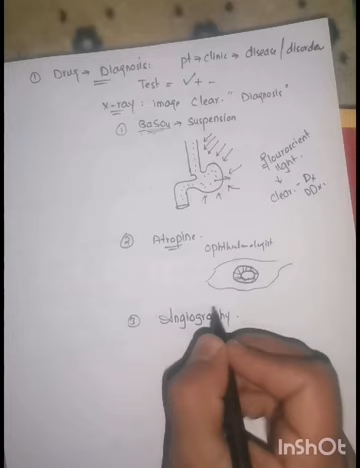 ① Drug → Diagnosis: pt → clinic → disease/disorder
Test = ✓ + -
X-ray: image clear. "Diagnosis"
① BaSO4 → suspension
flouroscient
light.
↓
clear. - Dx
DDx.
② Atropine.
ophthalmologist
③ Angiography.
InShOt